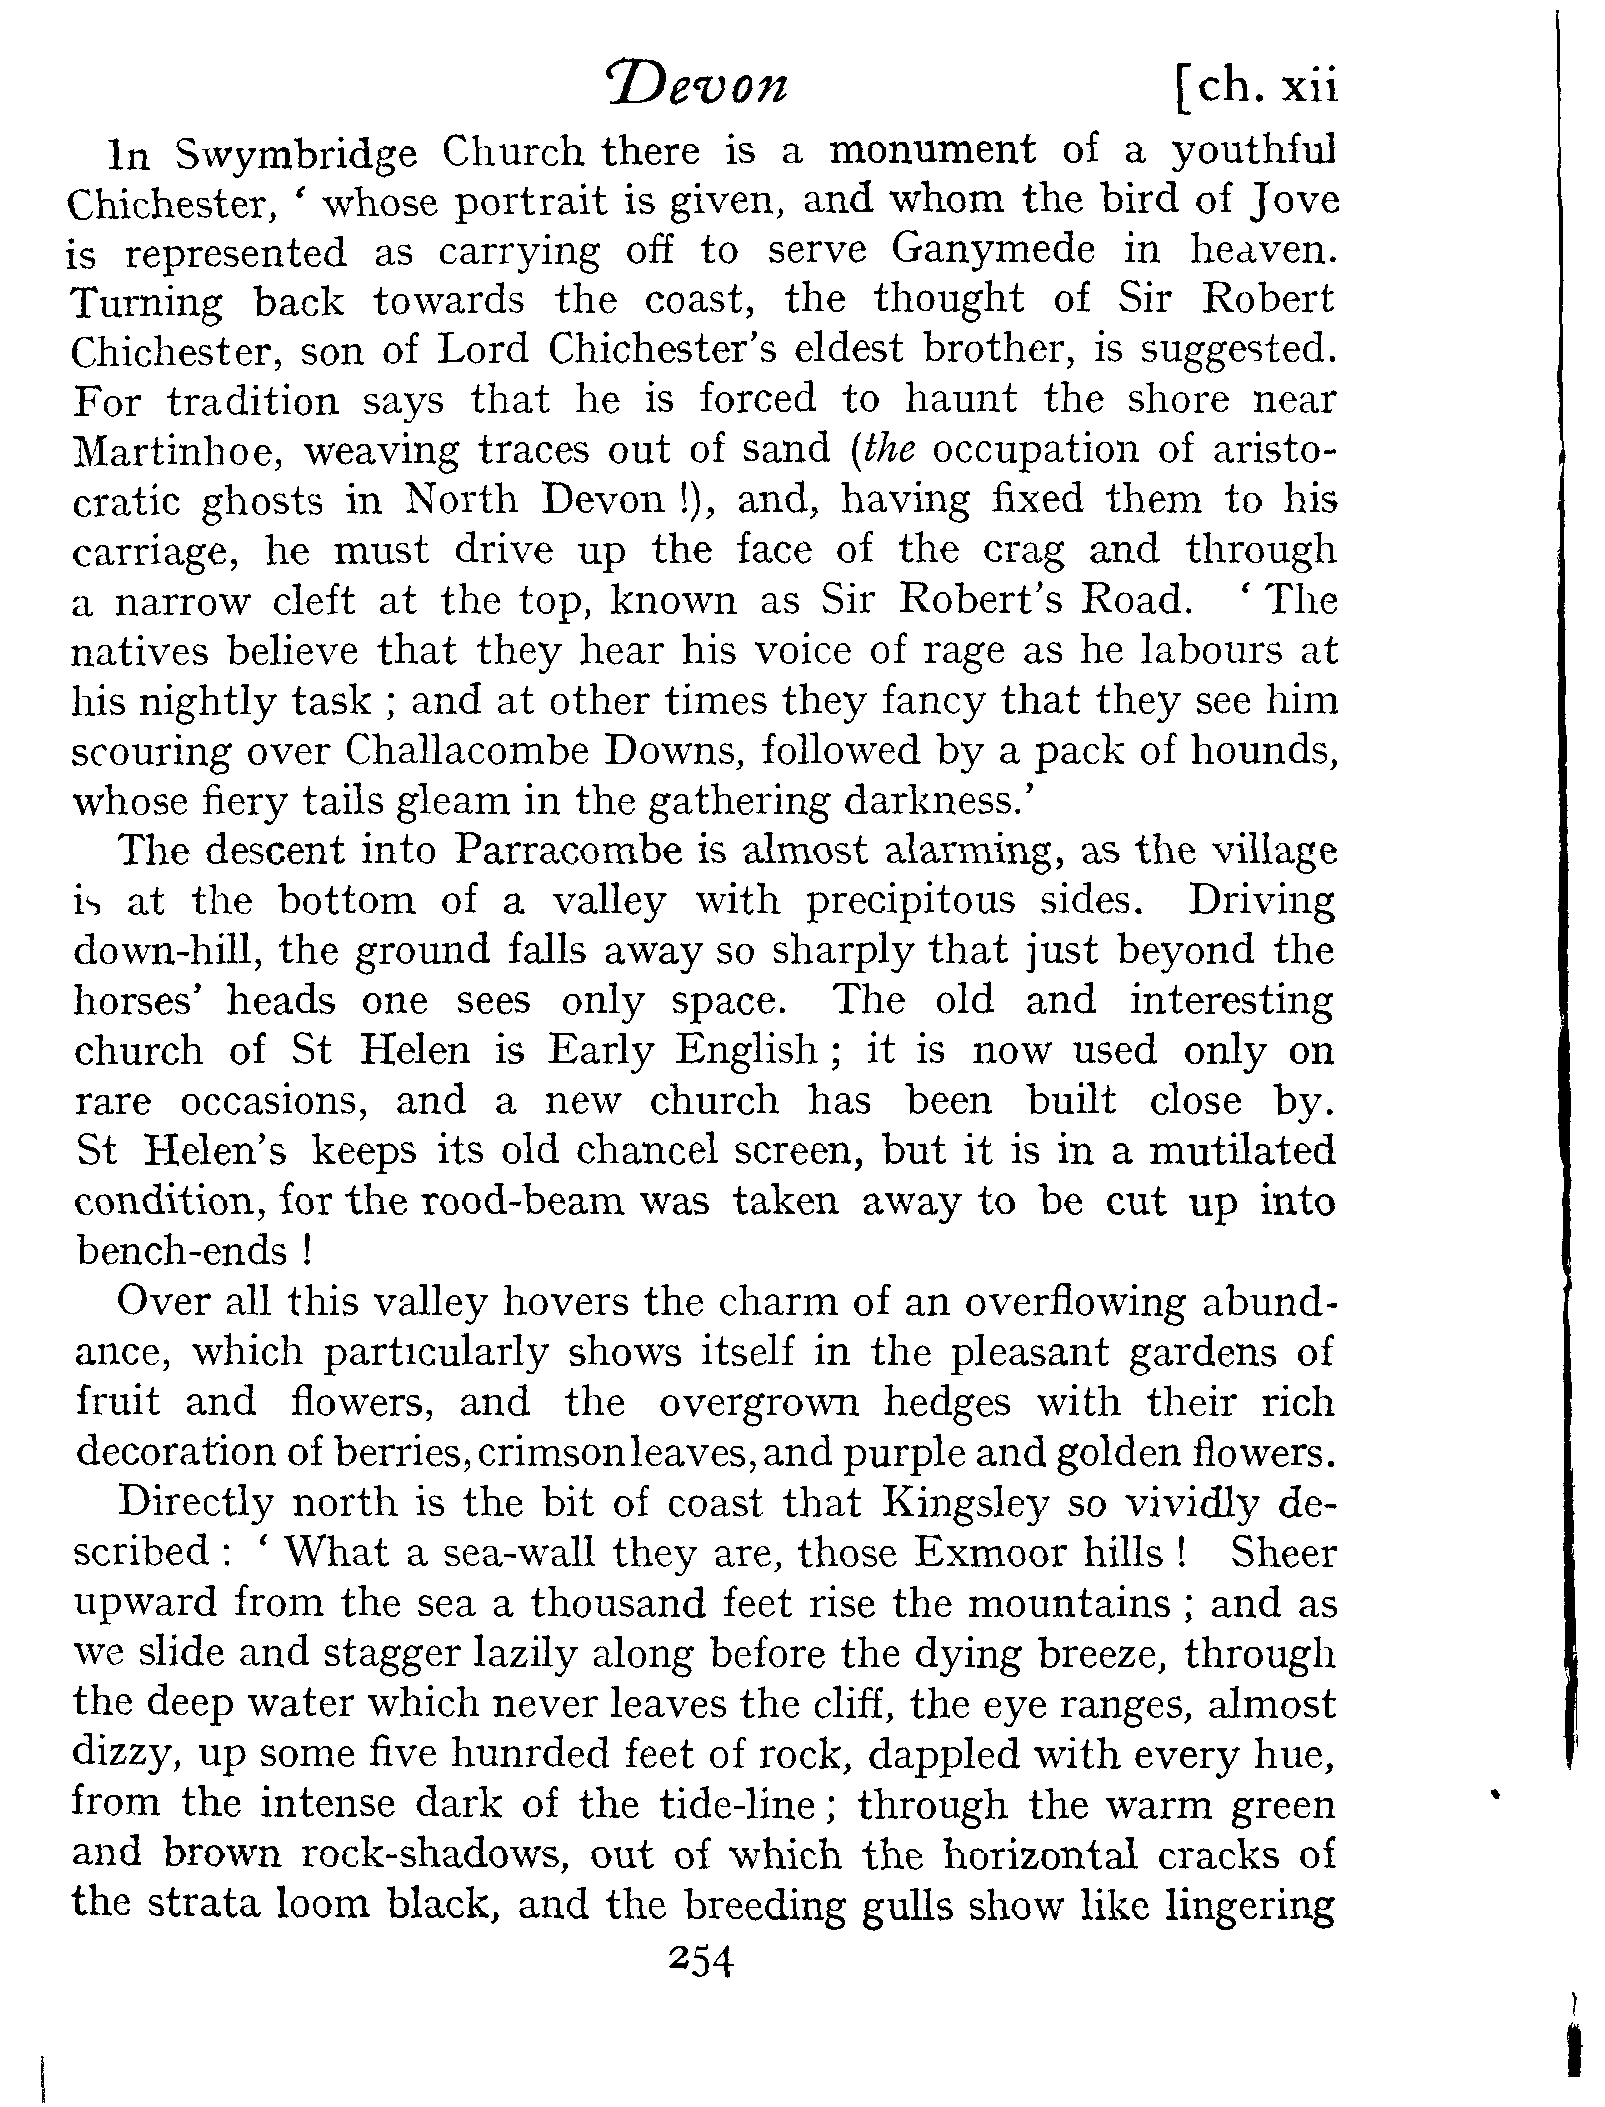 Devon [ch. xii
In Swymbridge Church there is a monument of a youthful
Chichester, ‘ whose portrait is given, and whom the bird of Jove
is represented as carrying off to serve Ganymede in heaven.
Turning back towards the coast, the thought of Sir Robert
Chichester, son of Lord Chichester’s eldest brother, is suggested.
For tradition says that he is forced to haunt the shore near
Martinhoe, weaving traces out of sand (the occupation of aristo-
cratic ghosts in North Devon !), and, having fixed them to his
carriage, he must drive up the face of the crag and through
a narrow cleft at the top, known as Sir Robert’s Road. ‘ The
natives believe that they hear his voice of rage as he labours at
his nightly task ; and at other times they fancy that they see him
scouring over Challacombe Downs, followed by a pack of hounds,
whose fiery tails gleam in the gathering darkness.’
The descent into Parracombe is almost alarming, as the village
is at the bottom of a valley with precipitous sides. Driving
down-hill, the ground falls away so sharply that just beyond the
horses’ heads one sees only space. The old and interesting
church of St Helen is Early English ; it is now used only on
rare occasions, and a new church has been built close by.
St Helen’s keeps its old chancel screen, but it is in a mutilated
condition, for the rood-beam was taken away to be cut up into
bench-ends !
Over all this valley hovers the charm of an overflowing abund-
ance, which particularly shows itself in the pleasant gardens of
fruit and flowers, and the overgrown hedges with their rich
decoration of berries, crimson leaves, and purple and golden flowers.
Directly north is the bit of coast that Kingsley so vividly de-
scribed : ‘ What a sea-wall they are, those Exmoor hills ! Sheer
upward from the sea a thousand feet rise the mountains ; and as
we slide and stagger lazily along before the dying breeze, through
the deep water which never leaves the cliff, the eye ranges, almost
dizzy, up some five hunrded feet of rock, dappled with every hue,
from the intense dark of the tide-line ; through the warm green
and brown rock-shadows, out of which the horizontal cracks of
the strata loom black, and the breeding gulls show like lingering
254